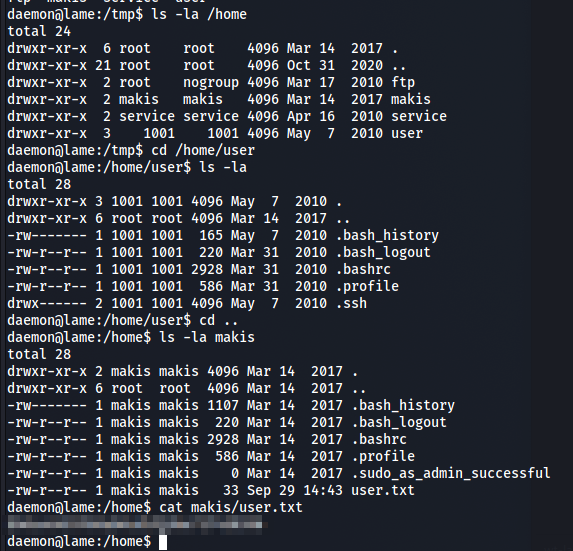 daemon@lame:/tmp$ ls -la /home
total 24
drwxr-xr-x  6 root    root    4096 Mar 14  2017 .
drwxr-xr-x 21 root    root    4096 Oct 31  2020 ..
drwxr-xr-x  2 root    nogroup 4096 Mar 17  2010 ftp
drwxr-xr-x  2 makis   makis   4096 Mar 14  2017 makis
drwxr-xr-x  2 service service 4096 Apr 16  2010 service
drwxr-xr-x  3    1001    1001 4096 May  7  2010 user
daemon@lame:/tmp$ cd /home/user
daemon@lame:/home/user$ ls -la
total 28
drwxr-xr-x 3 1001 1001 4096 May  7  2010 .
drwxr-xr-x 6 root root 4096 Mar 14  2017 ..
-rw------- 1 1001 1001  165 May  7  2010 .bash_history
-rw-r--r-- 1 1001 1001  220 Mar 31  2010 .bash_logout
-rw-r--r-- 1 1001 1001 2928 Mar 31  2010 .bashrc
-rw-r--r-- 1 1001 1001  586 Mar 31  2010 .profile
drwx------ 2 1001 1001 4096 May  7  2010 .ssh
daemon@lame:/home/user$ cd ..
daemon@lame:/home$ ls -la makis
total 28
drwxr-xr-x 2 makis makis 4096 Mar 14  2017 .
drwxr-xr-x 6 root  root  4096 Mar 14  2017 ..
-rw------- 1 makis makis 1107 Mar 14  2017 .bash_history
-rw-r--r-- 1 makis makis  220 Mar 14  2017 .bash_logout
-rw-r--r-- 1 makis makis 2928 Mar 14  2017 .bashrc
-rw-r--r-- 1 makis makis  586 Mar 14  2017 .profile
-rw-r--r-- 1 makis makis    0 Mar 14  2017 .sudo_as_admin_successful
-rw-r--r-- 1 makis makis   33 Sep 29 14:43 user.txt
daemon@lame:/home$ cat makis/user.txt
daemon@lame:/home$